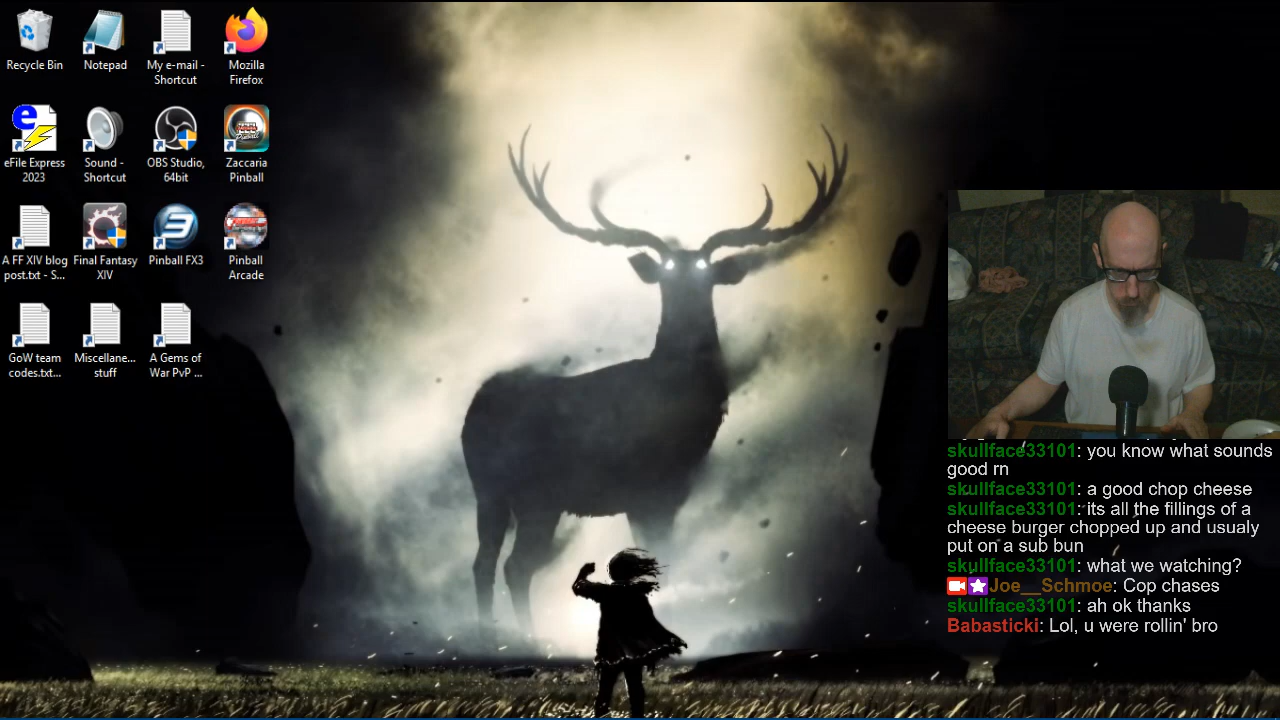 Recycle Bin
Notepad
My e-mail - Shortcut
Mozilla Firefox
eFile Express 2023
Sound - Shortcut
OBS Studio, 64bit
Zaccaria Pinball
A FF XIV blog post.txt - S...
Final Fantasy XIV
Pinball FX3
Pinball Arcade
GoW team codes.txt...
Miscellane... stuff
A Gems of War PvP ...
skullface33101: you know what sounds
good rn
skullface33101: a good chop cheese
skullface33101: its all the fillings of a
cheese burger chopped up and usualy
put on a sub bun
skullface33101: what we watching?
Joe__Schmoe: Cop chases
skullface33101: ah ok thanks
Babasticki: Lol, u were rollin' bro